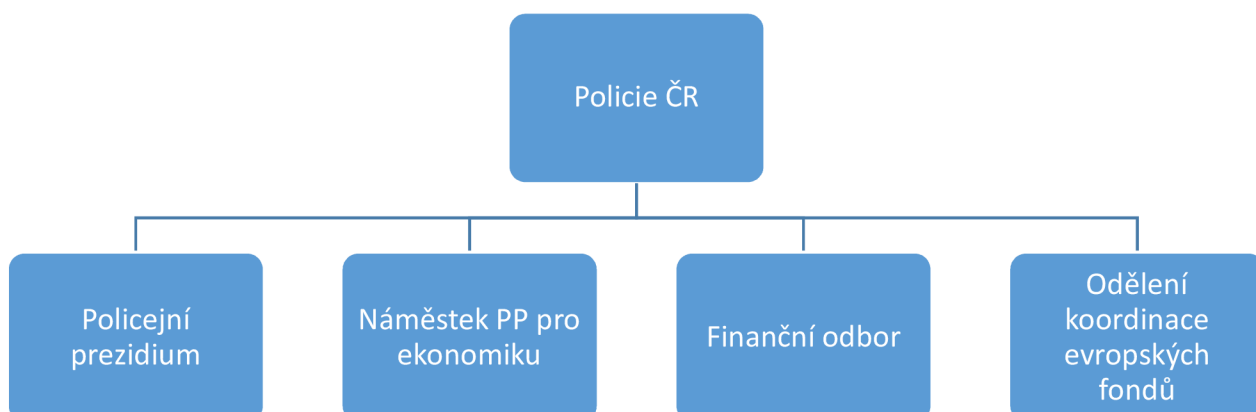 Policie ČR
Policejní
prezidium
Náměstek PP pro
ekonomiku
Finanční odbor
Odělení
koordinace
evropských
fondů